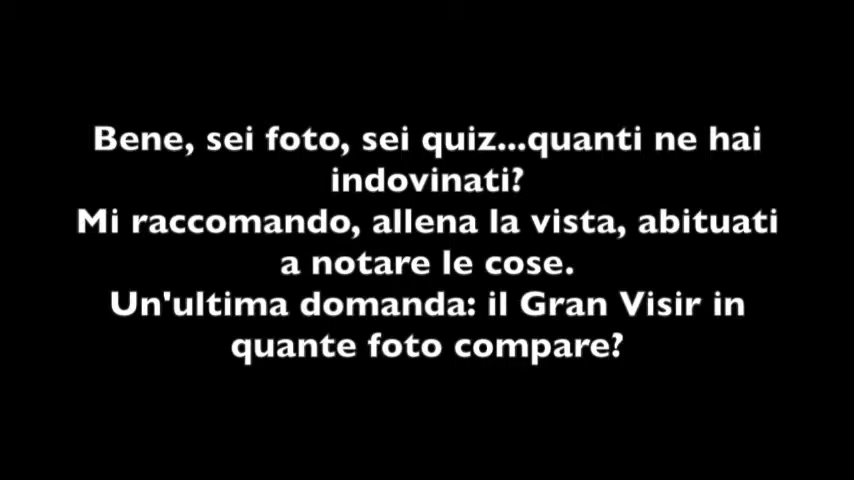 Bene, sei foto, sei quiz...quanti ne hai
indovinati?
Mi raccomando, allena la vista, abituati
a notare le cose.
Un'ultima domanda: il Gran Visir in
quante foto compare?